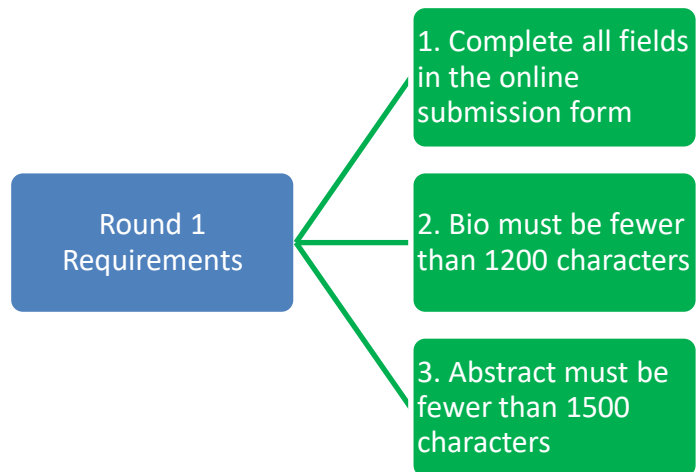 Round 1
Requirements
1. Complete all fields
in the online
submission form
2. Bio must be fewer
than 1200 characters
3. Abstract must be
fewer than 1500
characters